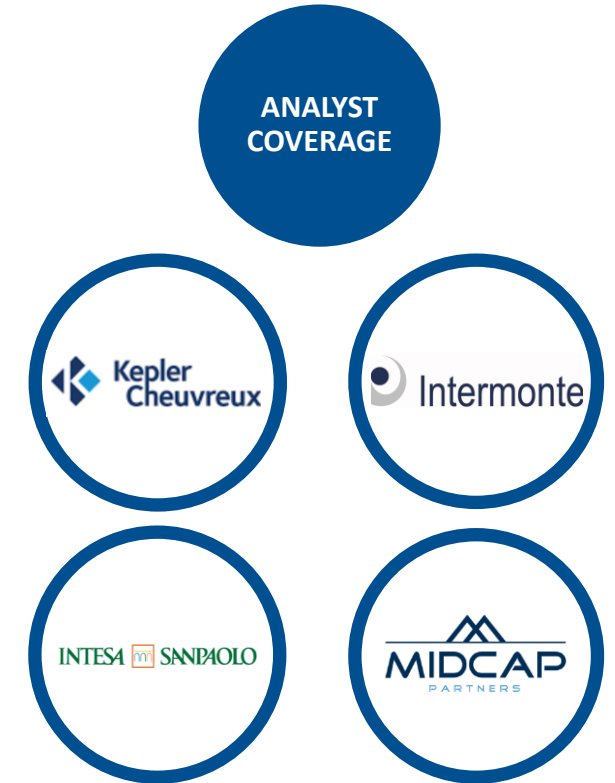 ANALYST
COVERAGE
Kepler
Cheuvreux
Intermonte
INTESA SANPAOLO
MIDCAP
PARTNERS